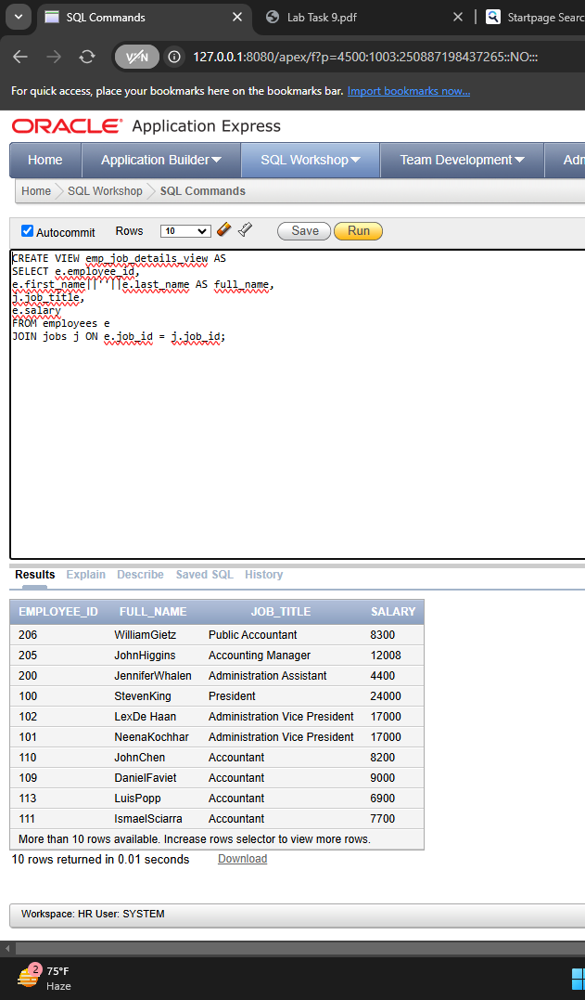 SQL Commands
Lab Task 9.pdf
Startpage Searc
VPN
127.0.0.1:8080/apex/f?p=4500:1003:250887198437265::NO:::
For quick access, place your bookmarks here on the bookmarks bar. Import bookmarks now...
ORACLE® Application Express
Home Application Builder SQL Workshop Team Development Adm
Home SQL Workshop SQL Commands
Autocommit Rows 10 Save Run
CREATE VIEW emp_job_details_view AS
SELECT e.employee_id,
e.first_name||''||e.last_name AS full_name,
j.job_title,
e.salary
FROM employees e
JOIN jobs j ON e.job_id = j.job_id;
Results Explain Describe Saved SQL History
EMPLOYEE_ID FULL_NAME JOB_TITLE SALARY
206 WilliamGietz Public Accountant 8300
205 JohnHiggins Accounting Manager 12008
200 JenniferWhalen Administration Assistant 4400
100 StevenKing President 24000
102 LexDe Haan Administration Vice President 17000
101 NeenaKochhar Administration Vice President 17000
110 JohnChen Accountant 8200
109 DanielFaviet Accountant 9000
113 LuisPopp Accountant 6900
111 IsmaelSciarra Accountant 7700
More than 10 rows available. Increase rows selector to view more rows.
10 rows returned in 0.01 seconds Download
Workspace: HR User: SYSTEM
2
75°F
Haze